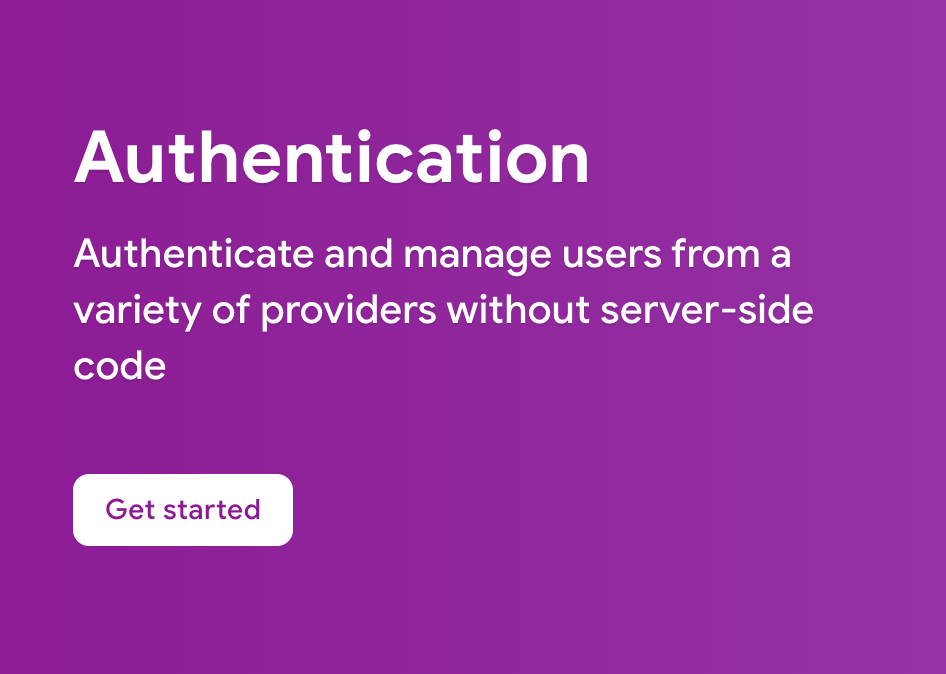 Authentication
Authenticate and manage users from a
variety of providers without server-side
code
Get started